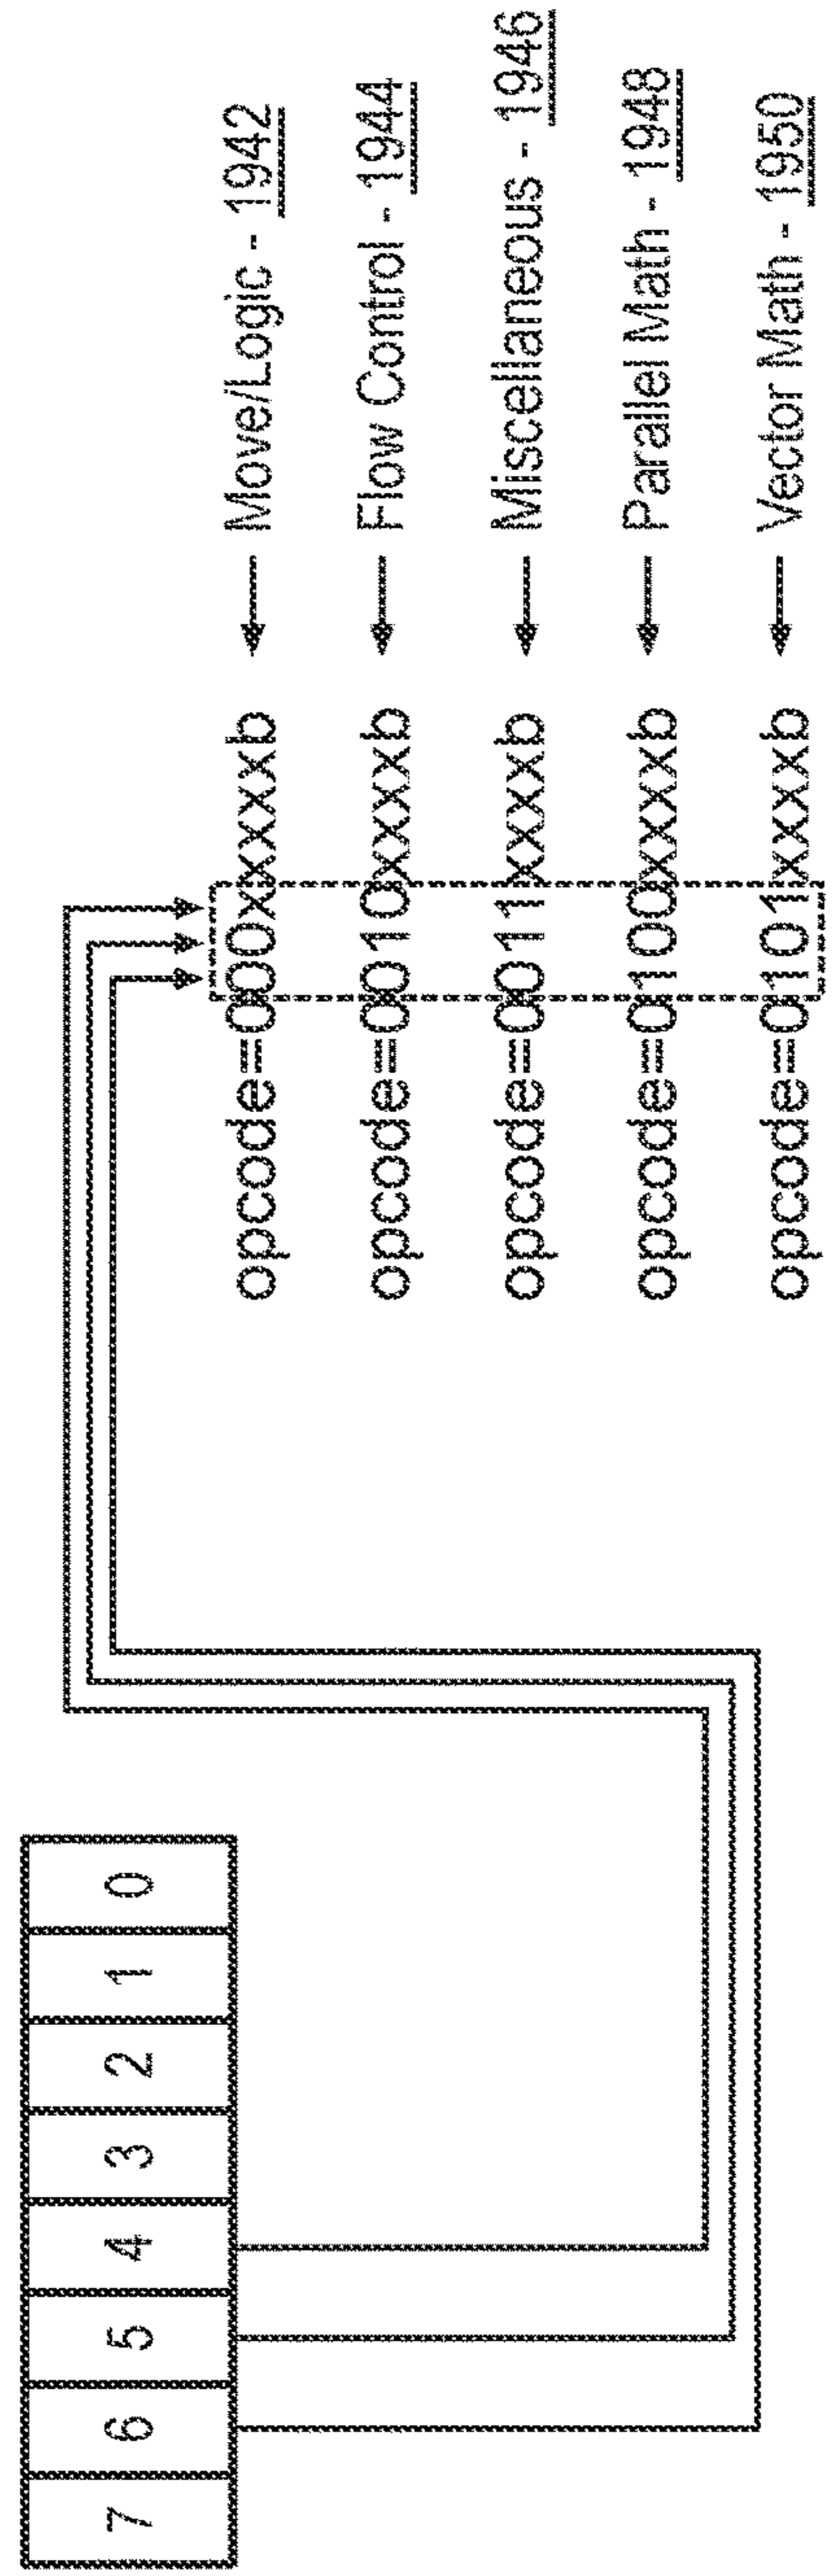 7 6 5 4 3 2 1 0
opcode=000xxxxxb ← Move/Logic - 1942
opcode=0010xxxxb ← Flow Control - 1944
opcode=0011xxxxb ← Miscellaneous - 1946
opcode=0100xxxxb ← Parallel Math - 1948
opcode=0101xxxxb ← Vector Math - 1950